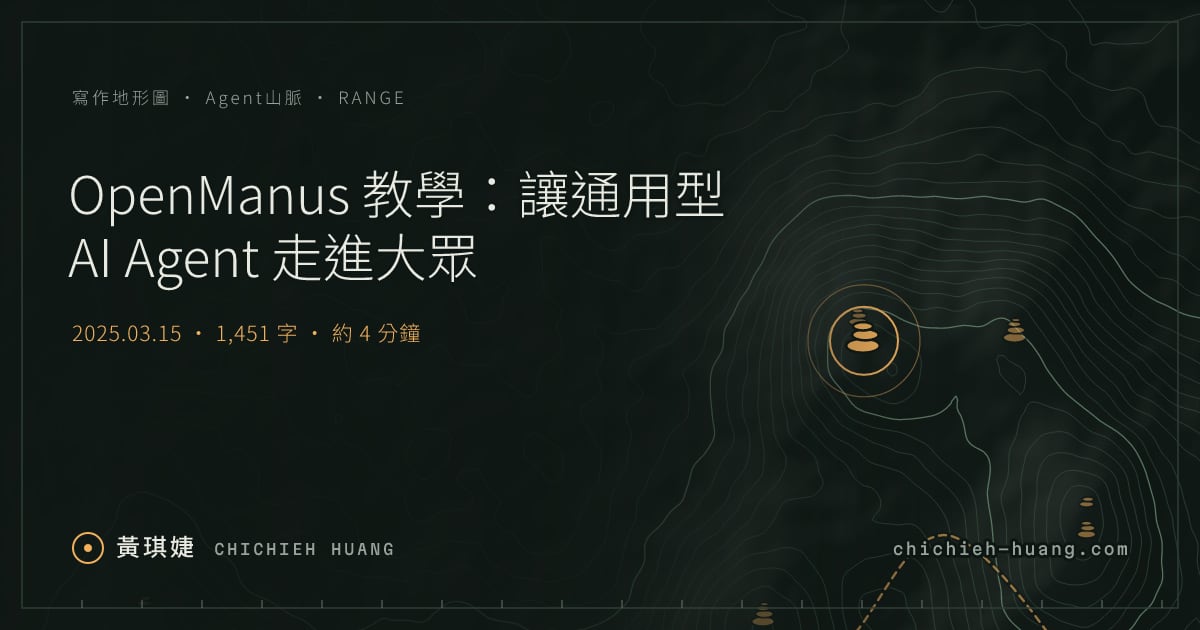 寫作地形圖 · Agent山脈 · RANGE
OpenManus 教學：讓通用型
AI Agent 走進大眾
2025.03.15 · 1,451 字 · 約 4 分鐘
黃琪婕 CHICHIEH HUANG
chichieh-huang.com